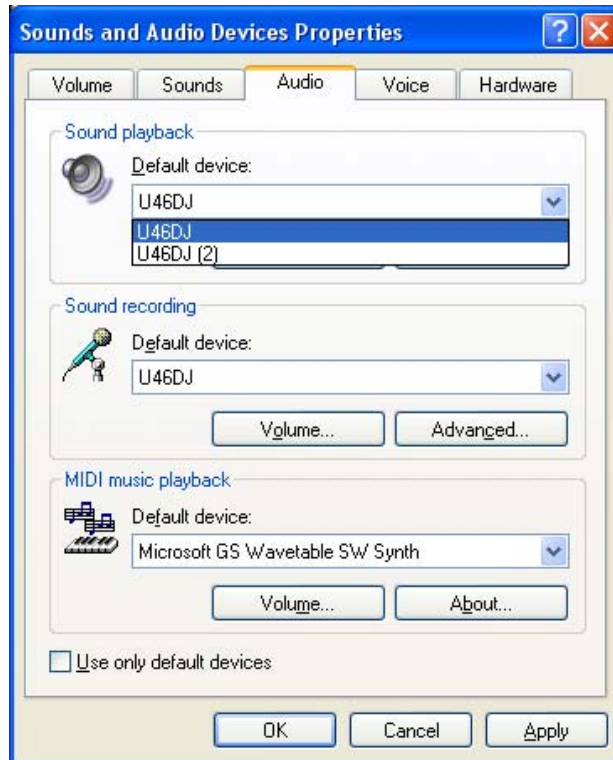 Sounds and Audio Devices Properties
Volume
Sounds
Audio
Voice
Hardware
Sound playback
Default device:
U46DJ
U46DJ
U46DJ (2)
Sound recording
Default device:
U46DJ
Volume...
Advanced...
MIDI music playback
Default device:
Microsoft GS Wavetable SW Synth
Volume...
About...
Use only default devices
OK
Cancel
Apply